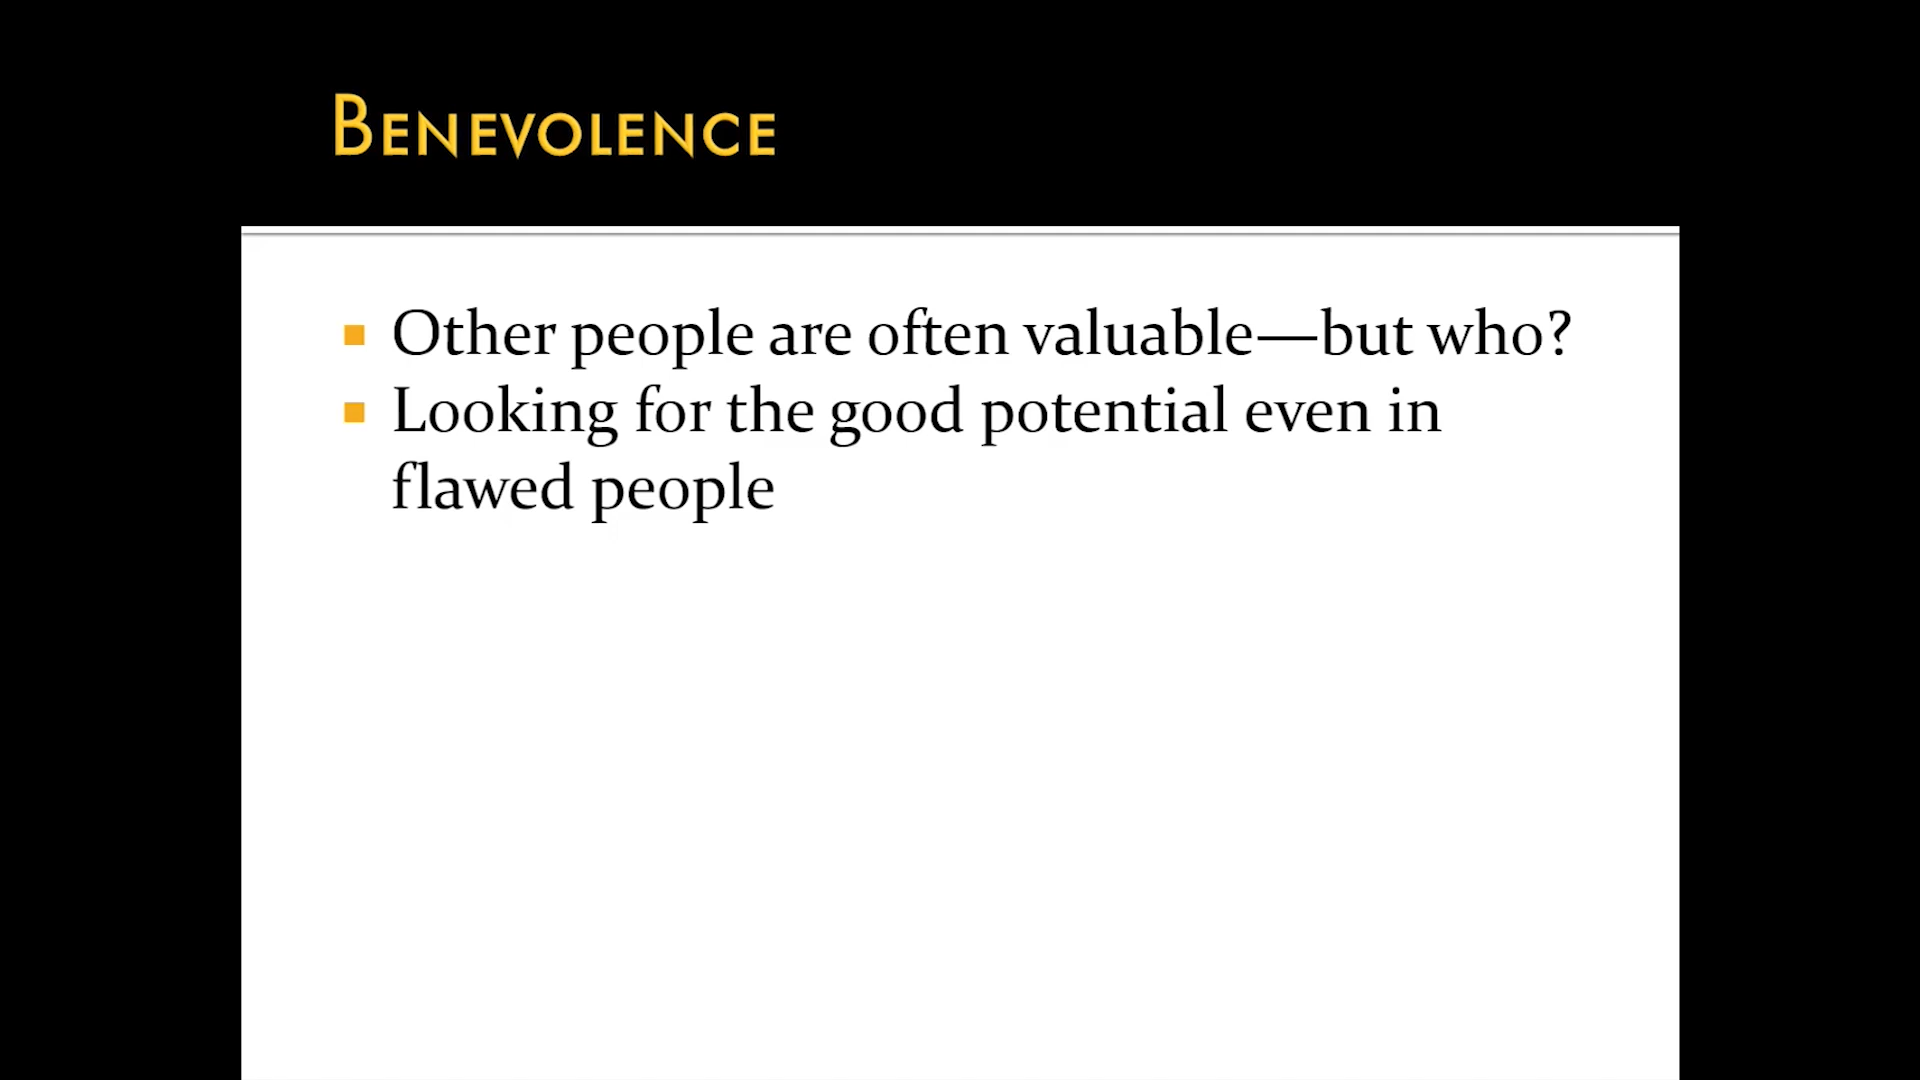 Benevolence
Other people are often valuable—but who?
Looking for the good potential even in
flawed people